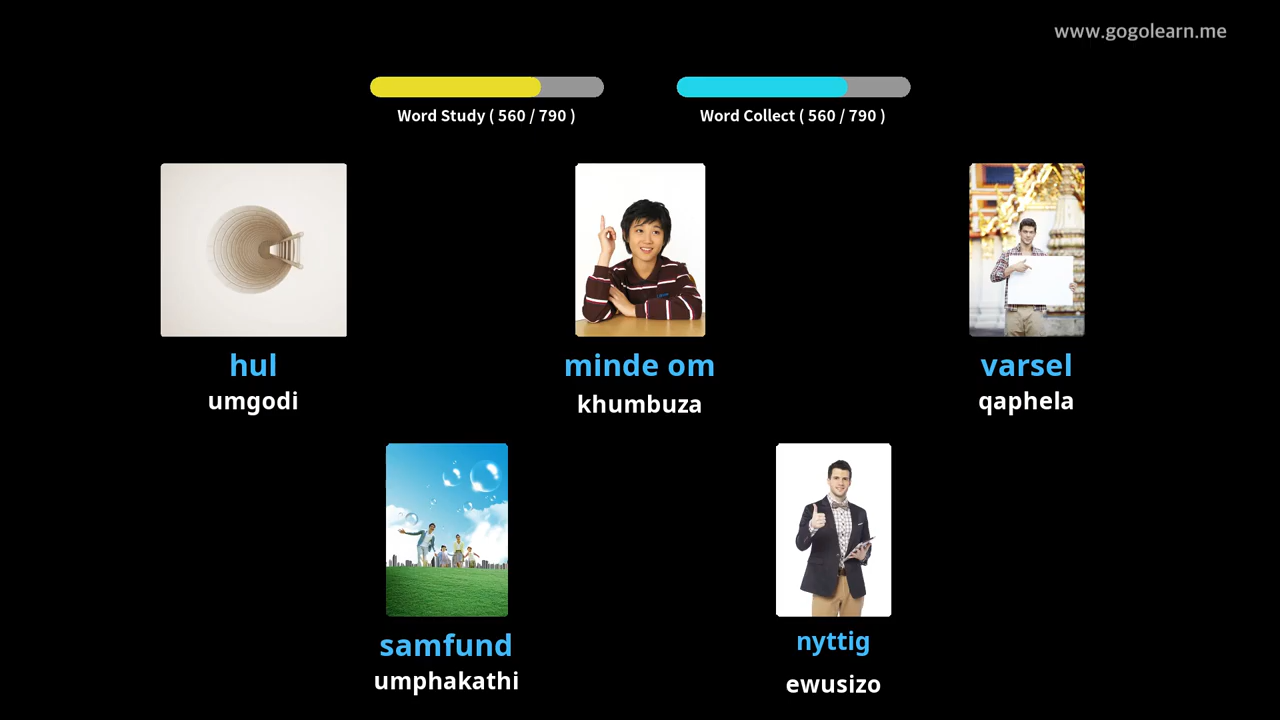 www.gogolearn.me
Word Study ( 560 / 790 )
Word Collect ( 560 / 790 )
hul
umgodi
minde om
khumbuza
varsel
qaphela
samfund
umphakathi
nyttig
ewusizo